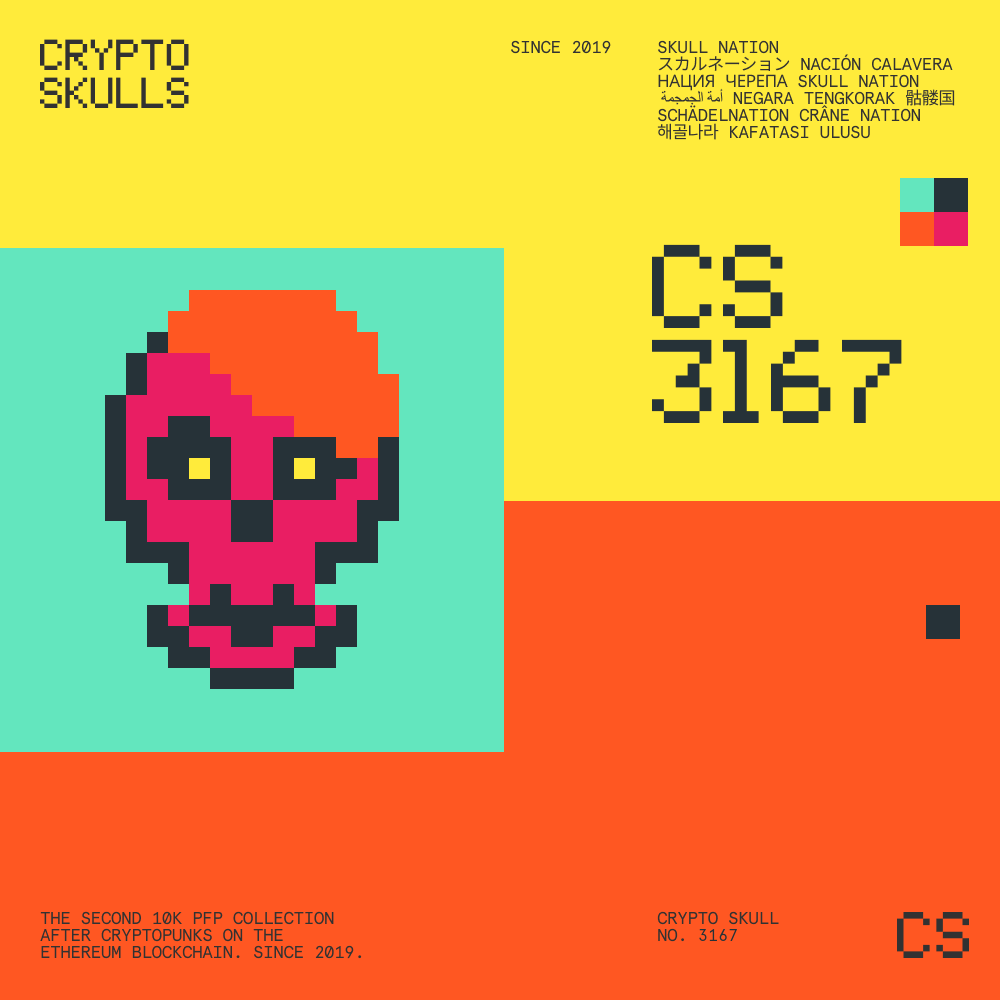 CRYPTO
SKULLS
SINCE 2019
SKULL NATION
スカルネーション NACIÓN CALAVERA
НАЦИЯ ЧЕРЕПА SKULL NATION
أمة الجمجمة NEGARA TENGKORAK 骷髅国
SCHÄDELNATION CRÂNE NATION
해골나라 KAFATASI ULUSU
CS
3167
THE SECOND 10K PFP COLLECTION
AFTER CRYPTOPUNKS ON THE
ETHEREUM BLOCKCHAIN. SINCE 2019.
CRYPTO SKULL
NO. 3167
CS